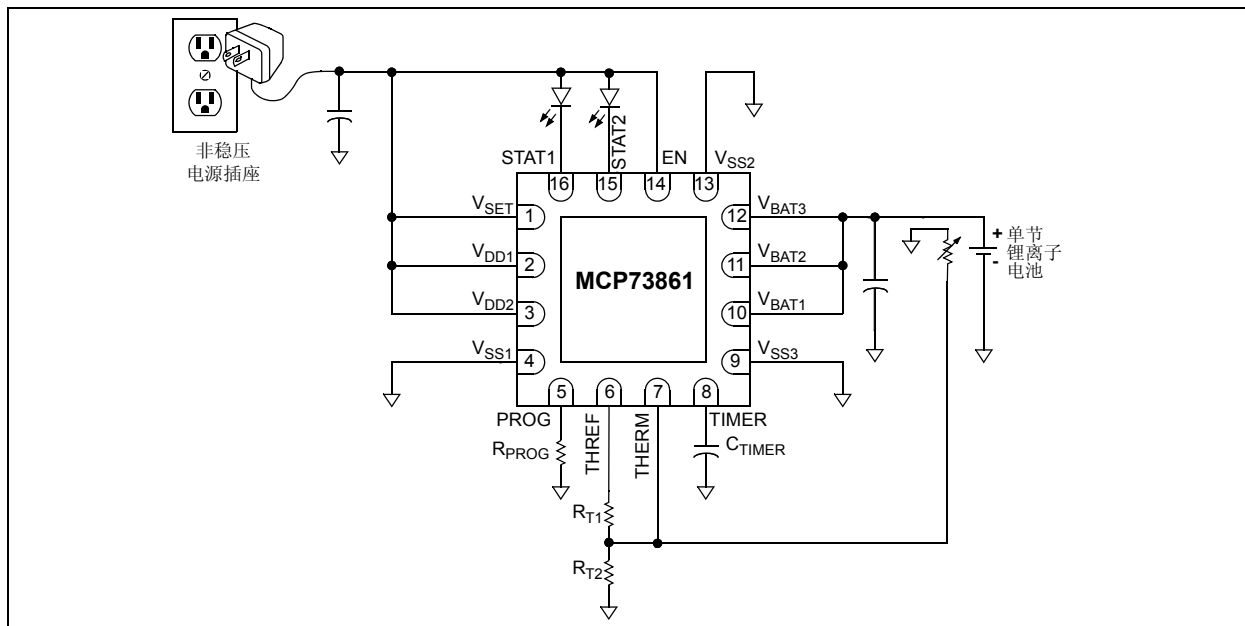 非稳压
电源插座
STAT1
STAT2
EN
VSS2
16
15
14
13
VSET
1
VDD1
2
VDD2
3
VSS1
4
MCP73861
12
VBAT3
11
VBAT2
10
VBAT1
9
VSS3
+ 单节
锂离子
- 电池
5
6
7
8
PROG
THREF
THERM
TIMER
RPROG
CTIMER
RT1
RT2